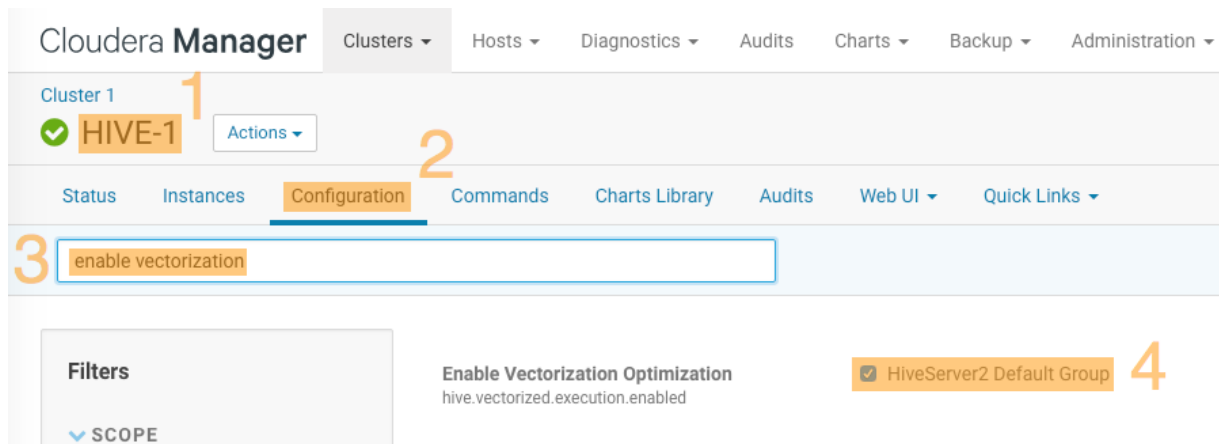 Cloudera Manager Clusters Hosts Diagnostics Audits Charts Backup Administration
Cluster 1 1
HIVE-1 Actions
2
Status Instances Configuration Commands Charts Library Audits Web UI Quick Links
3 enable vectorization
Filters Enable Vectorization Optimization HiveServer2 Default Group 4
hive.vectorized.execution.enabled
SCOPE